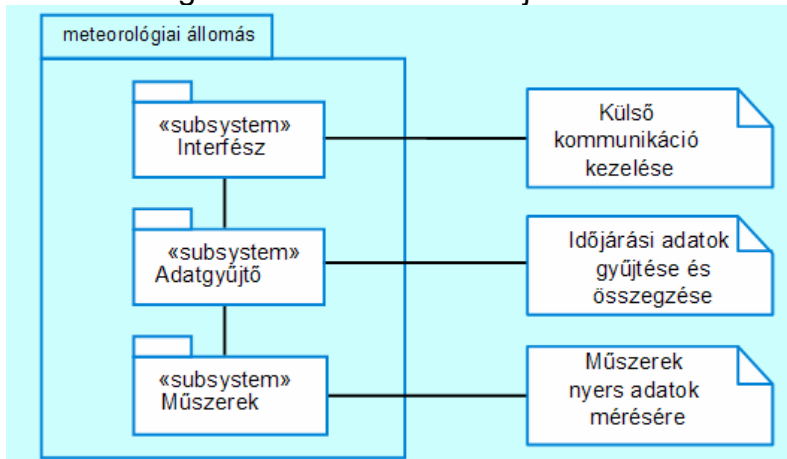 meteorológiai állomás
«subsystem»
Interfész
Külső
kommunikáció
kezelése
«subsystem»
Adatgyűjtő
Időjárási adatok
gyűjtése és
összegzése
«subsystem»
Műszerek
Műszerek
nyers adatok
mérésére